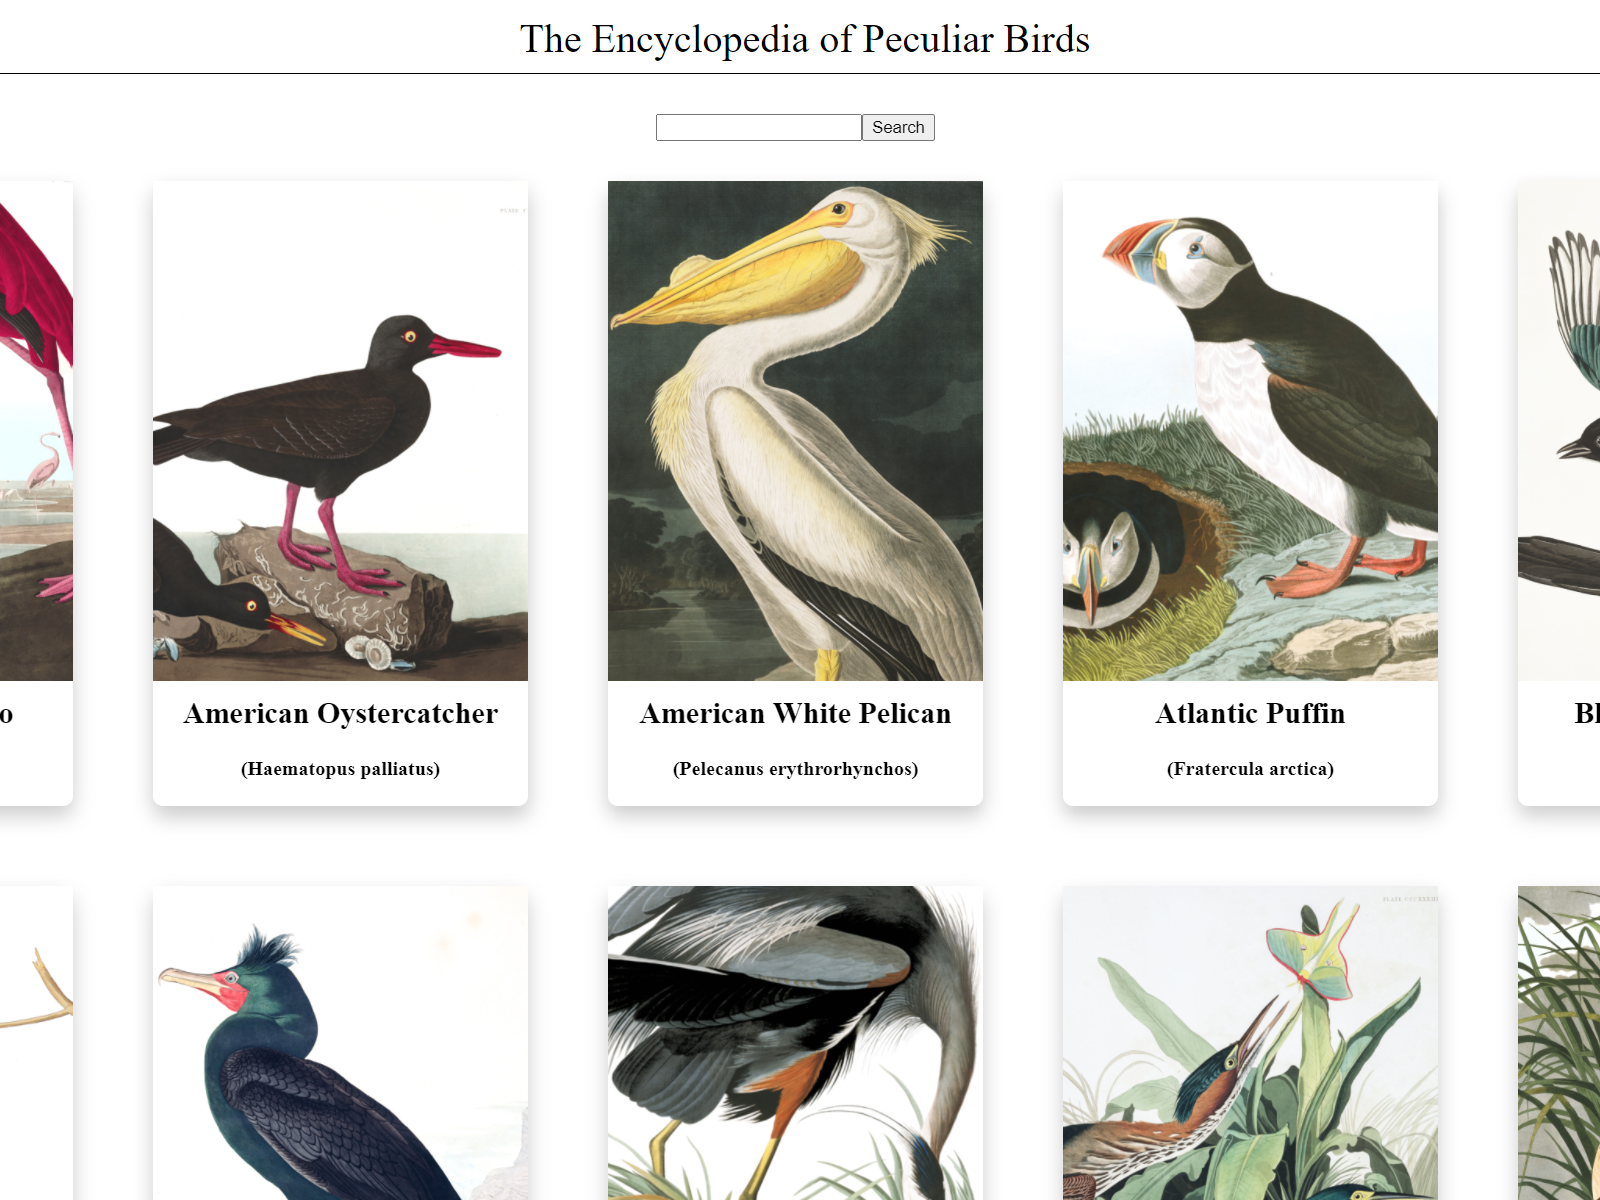 The Encyclopedia of Peculiar Birds
Search
American Oystercatcher
(Haematopus palliatus)
American White Pelican
(Pelecanus erythrorhynchos)
Atlantic Puffin
(Fratercula arctica)